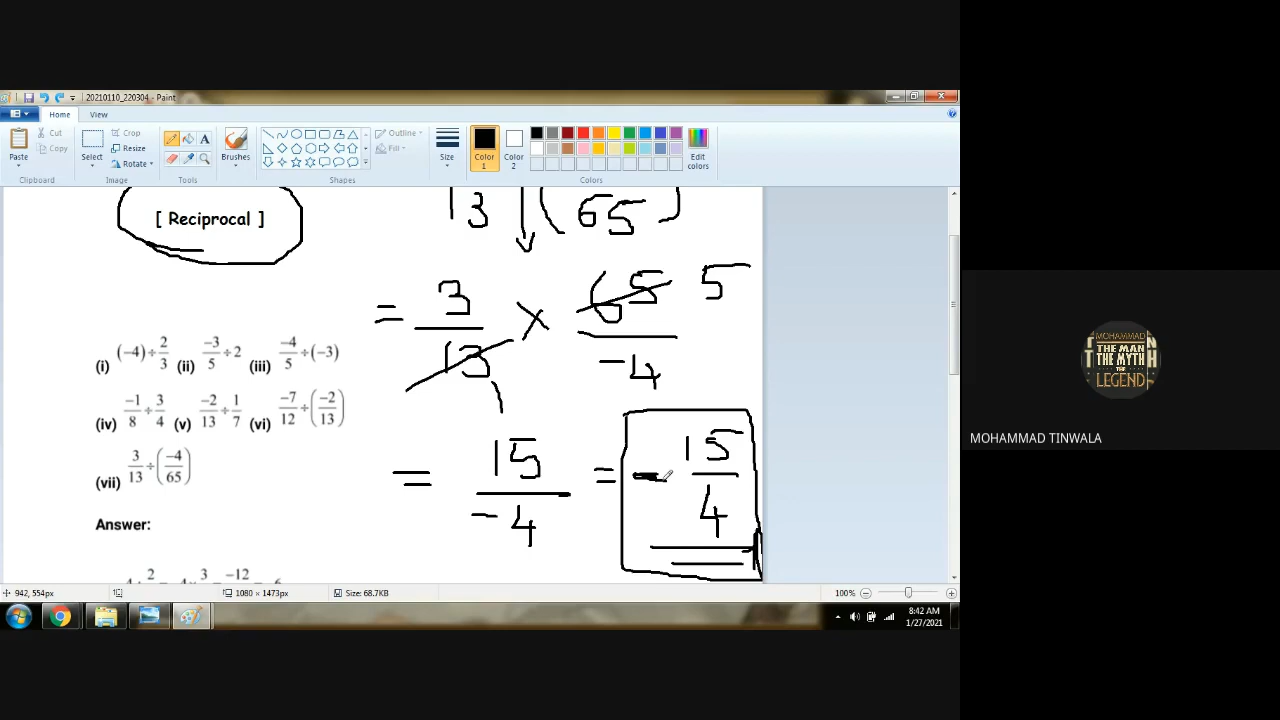 20210110_220304 - Paint
Home View
Paste
Cut
Copy
Clipboard
Select
Crop
Resize
Rotate
Image
A
Tools
Brushes
Outline
Fill
Shapes
Size
Color 1
Color 2
Edit colors
Colors
[ Reciprocal ]
13 ( 65 )
= 3/13 × 65/-4 5
(i) (−4)÷2/3 (ii) −3/5÷2 (iii) −4/5÷(−3)
(iv) −1/8÷3/4 (v) −2/13÷1/7 (vi) −7/12÷(−2/13)
(vii) 3/13÷(−4/65)
= 15/-4 = - 15/4
Answer:
942, 554px
1080 × 1473px
Size: 68.7KB
100%
8:42 AM
1/27/2021
MOHAMMAD
THE MAN
THE MYTH
THE
LEGEND
MOHAMMAD TINWALA